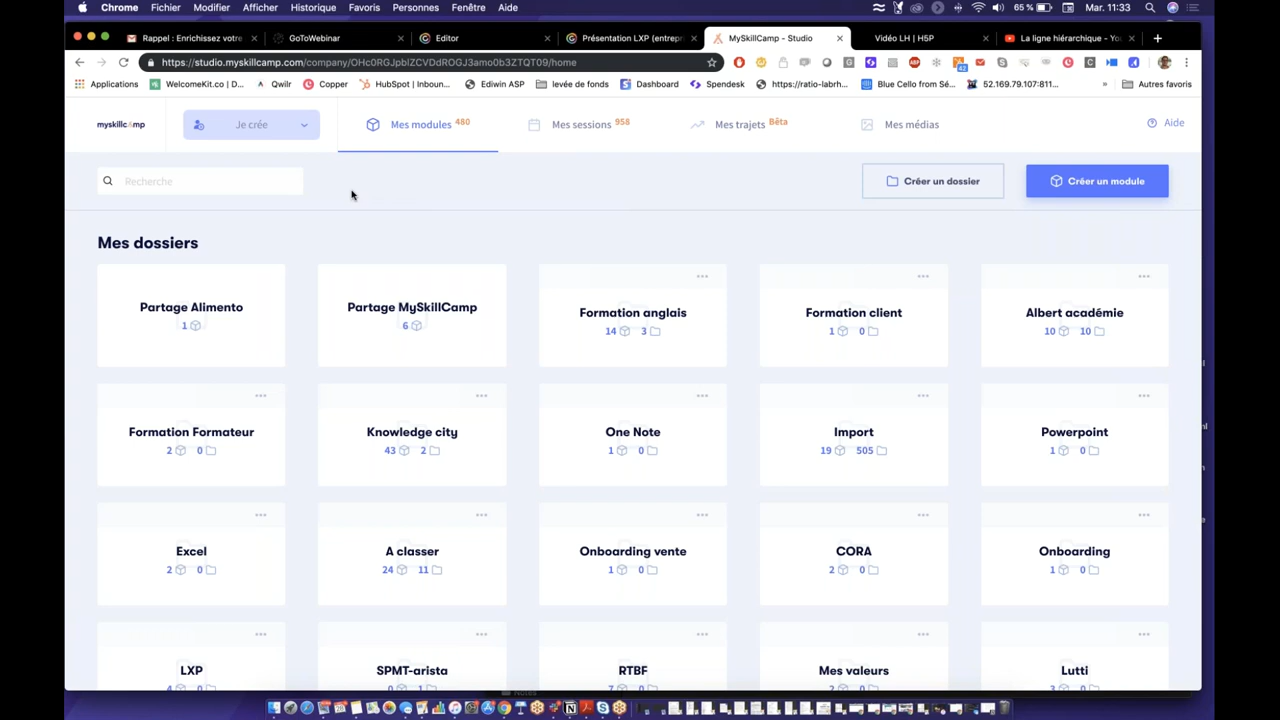 Chrome Fichier Modifier Afficher Historique Favoris Personnes Fenêtre Aide 65 % Mar. 11:33
Rappel : Enrichissez votre GoToWebinar Editor Présentation LXP (entrep MySkillCamp - Studio Vidéo LH | H5P La ligne hiérarchique - Yo
https://studio.myskillcamp.com/company/OHc0RGJpblZCVDdROGJ3amo0b3ZTQT09/home
Applications WelcomeKit.co | D... Qwilr Copper HubSpot | Inboun... Ediwin ASP levée de fonds Dashboard Spendesk https://ratio-labrh... Blue Cello from Sé... 52.169.79.107:811... » Autres favoris
myskillcamp Je crée Mes modules 480 Mes sessions 958 Mes trajets Bêta Mes médias Aide
Recherche Créer un dossier Créer un module
Mes dossiers
Partage Alimento Partage MySkillCamp Formation anglais Formation client Albert académie
1 6 14 3 1 0 10 10
Formation Formateur Knowledge city One Note Import Powerpoint
2 0 43 2 1 0 19 505 1 0
Excel A classer Onboarding vente CORA Onboarding
2 0 24 11 1 0 2 0 1 0
LXP SPMT-arista RTBF Mes valeurs Lutti
Notes